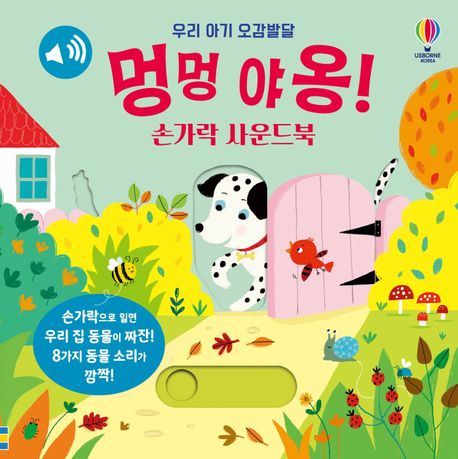 우리 아기 오감발달
USBORNE
KOREA
멍멍 야옹!
손가락 사운드북
손가락으로 밀면
우리 집 동물이 짜잔!
8가지 동물 소리가
깜짝!